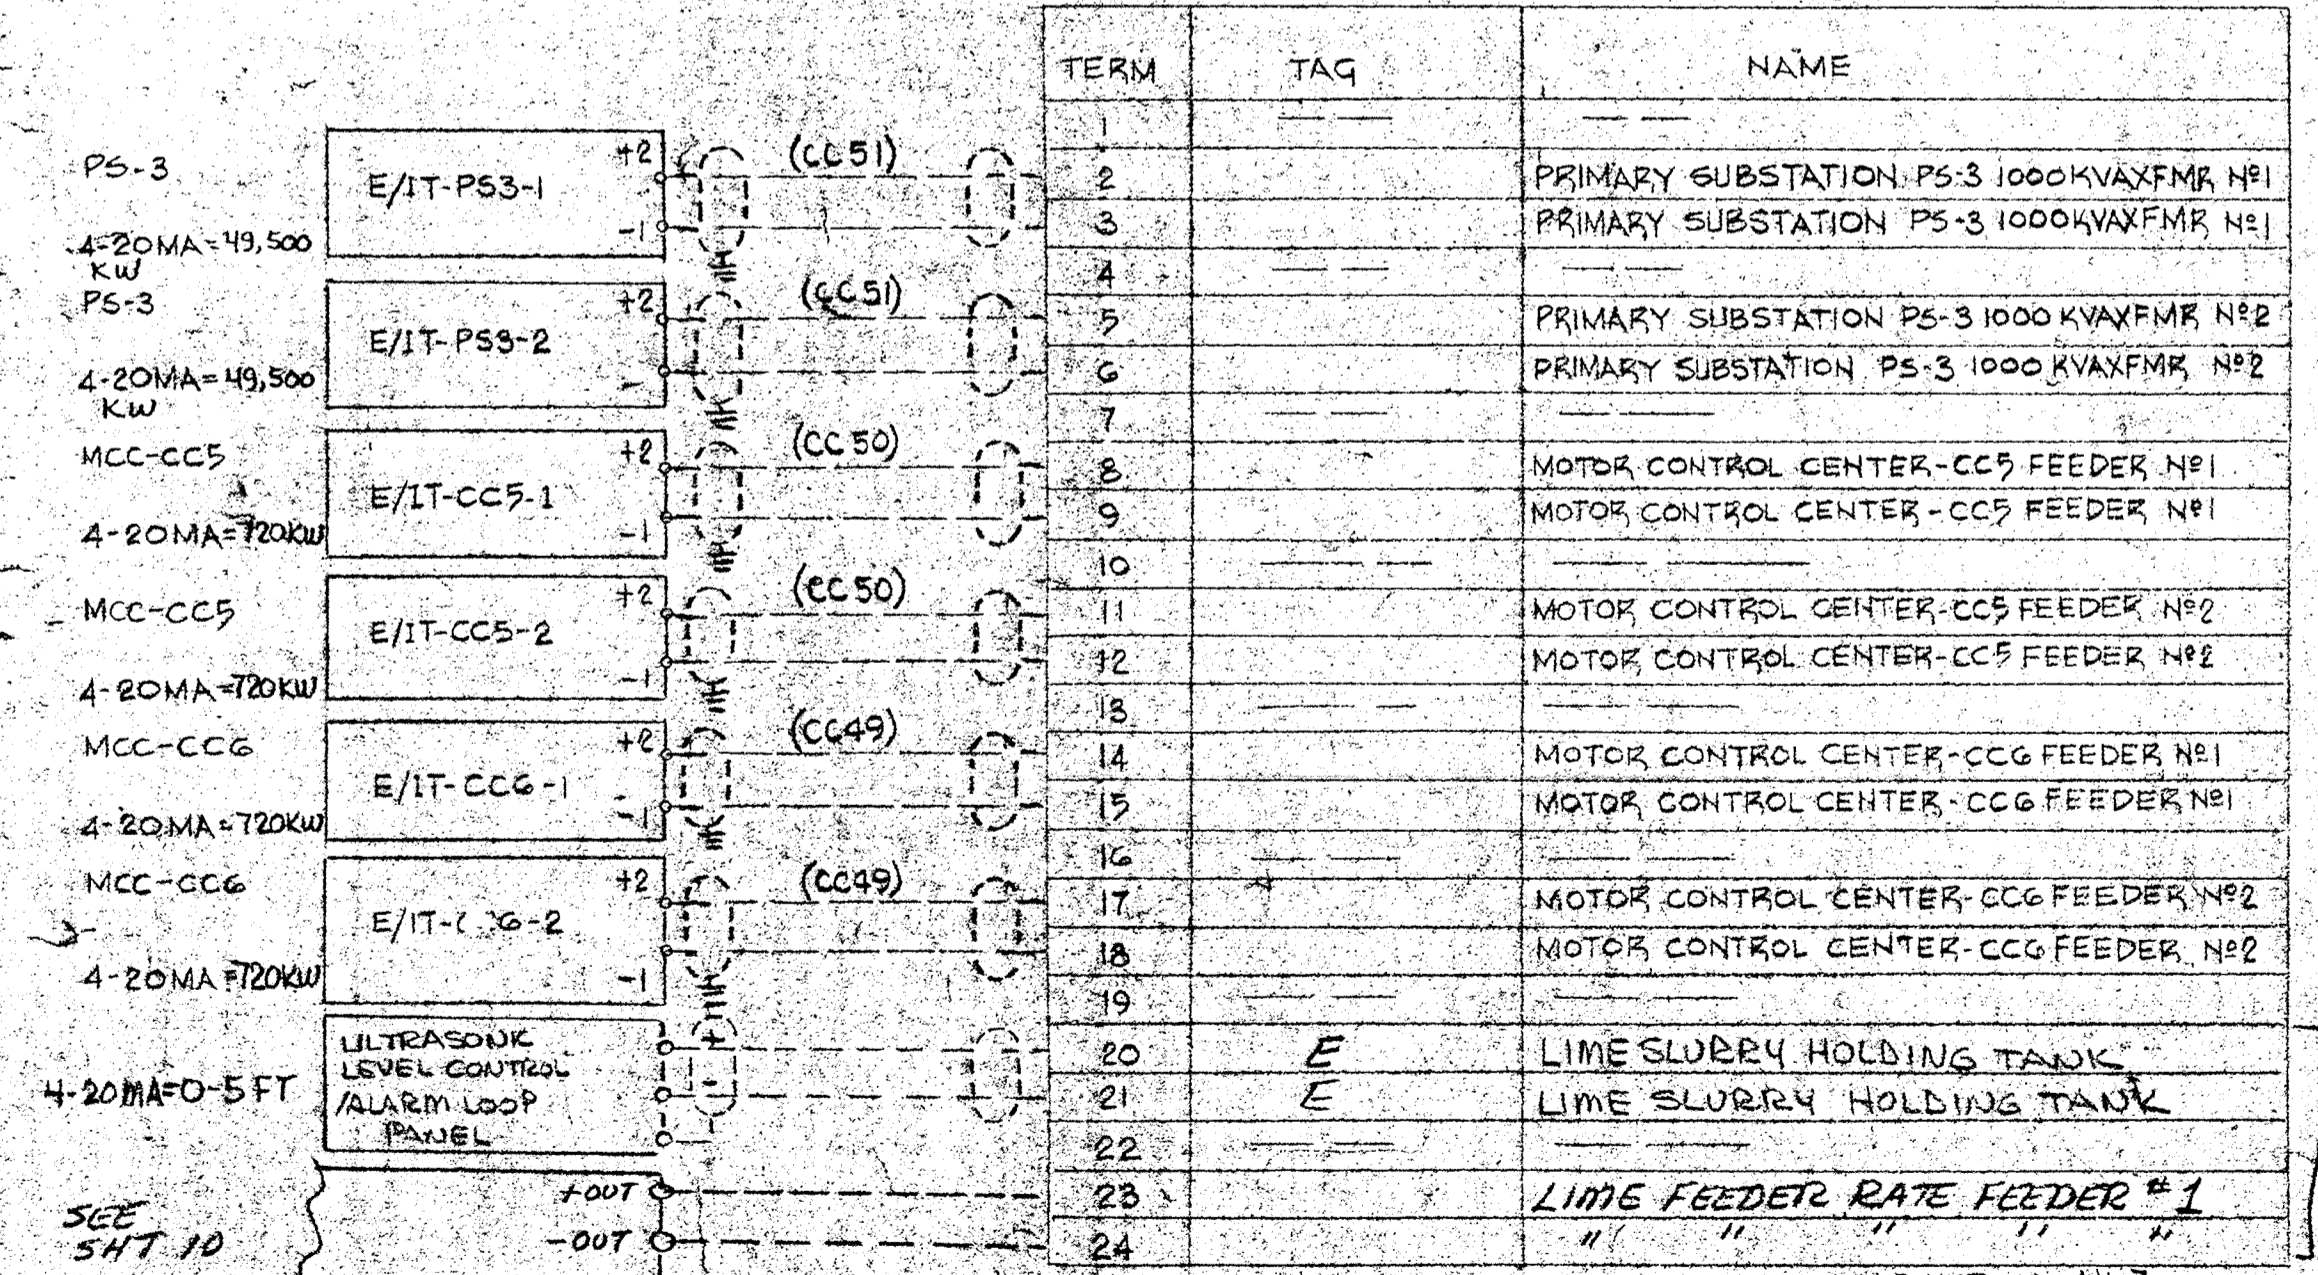 TERM TAG NAME
1
PS-3
E/IT-PS3-1
+2
-1
(CC51)
4-20MA=49,500
KW
2 PRIMARY SUBSTATION PS-3 1000KVAXFMR Nº1
3 PRIMARY SUBSTATION PS-3 1000KVAXFMR Nº1
4
PS-3
E/IT-PS3-2
+2
-
(CC51)
4-20MA=49,500
KW
5 PRIMARY SUBSTATION PS-3 1000KVAXFMR Nº2
6 PRIMARY SUBSTATION PS-3 1000KVAXFMR Nº2
7
MCC-CC5
E/IT-CC5-1
+2
-1
(CC50)
4-20MA=720KW
8 MOTOR CONTROL CENTER-CC5 FEEDER Nº1
9 MOTOR CONTROL CENTER-CC5 FEEDER Nº1
10
MCC-CC5
E/IT-CC5-2
+2
-1
(CC50)
4-20MA=720KW
11 MOTOR CONTROL CENTER-CC5 FEEDER Nº2
12 MOTOR CONTROL CENTER-CC5 FEEDER Nº2
13
MCC-CC6
E/IT-CC6-1
+2
-1
(CC49)
4-20MA=720KW
14 MOTOR CONTROL CENTER-CC6 FEEDER Nº1
15 MOTOR CONTROL CENTER-CC6 FEEDER Nº1
16
MCC-CC6
+2
-1
(CC49)
4-20MA=720KW
17 MOTOR CONTROL CENTER-CC6 FEEDER Nº2
18 MOTOR CONTROL CENTER-CC6 FEEDER Nº2
19
ULTRASONIC
LEVEL CONTROL
/ALARM LOOP
PANEL
+
-
4-20MA=0-5FT
20 E LIME SLURRY HOLDING TANK
21 E LIME SLURRY HOLDING TANK
22
SEE
SHT 10
+OUT
-OUT
23 LIME FEEDER RATE FEEDER #1
24 " " " " "